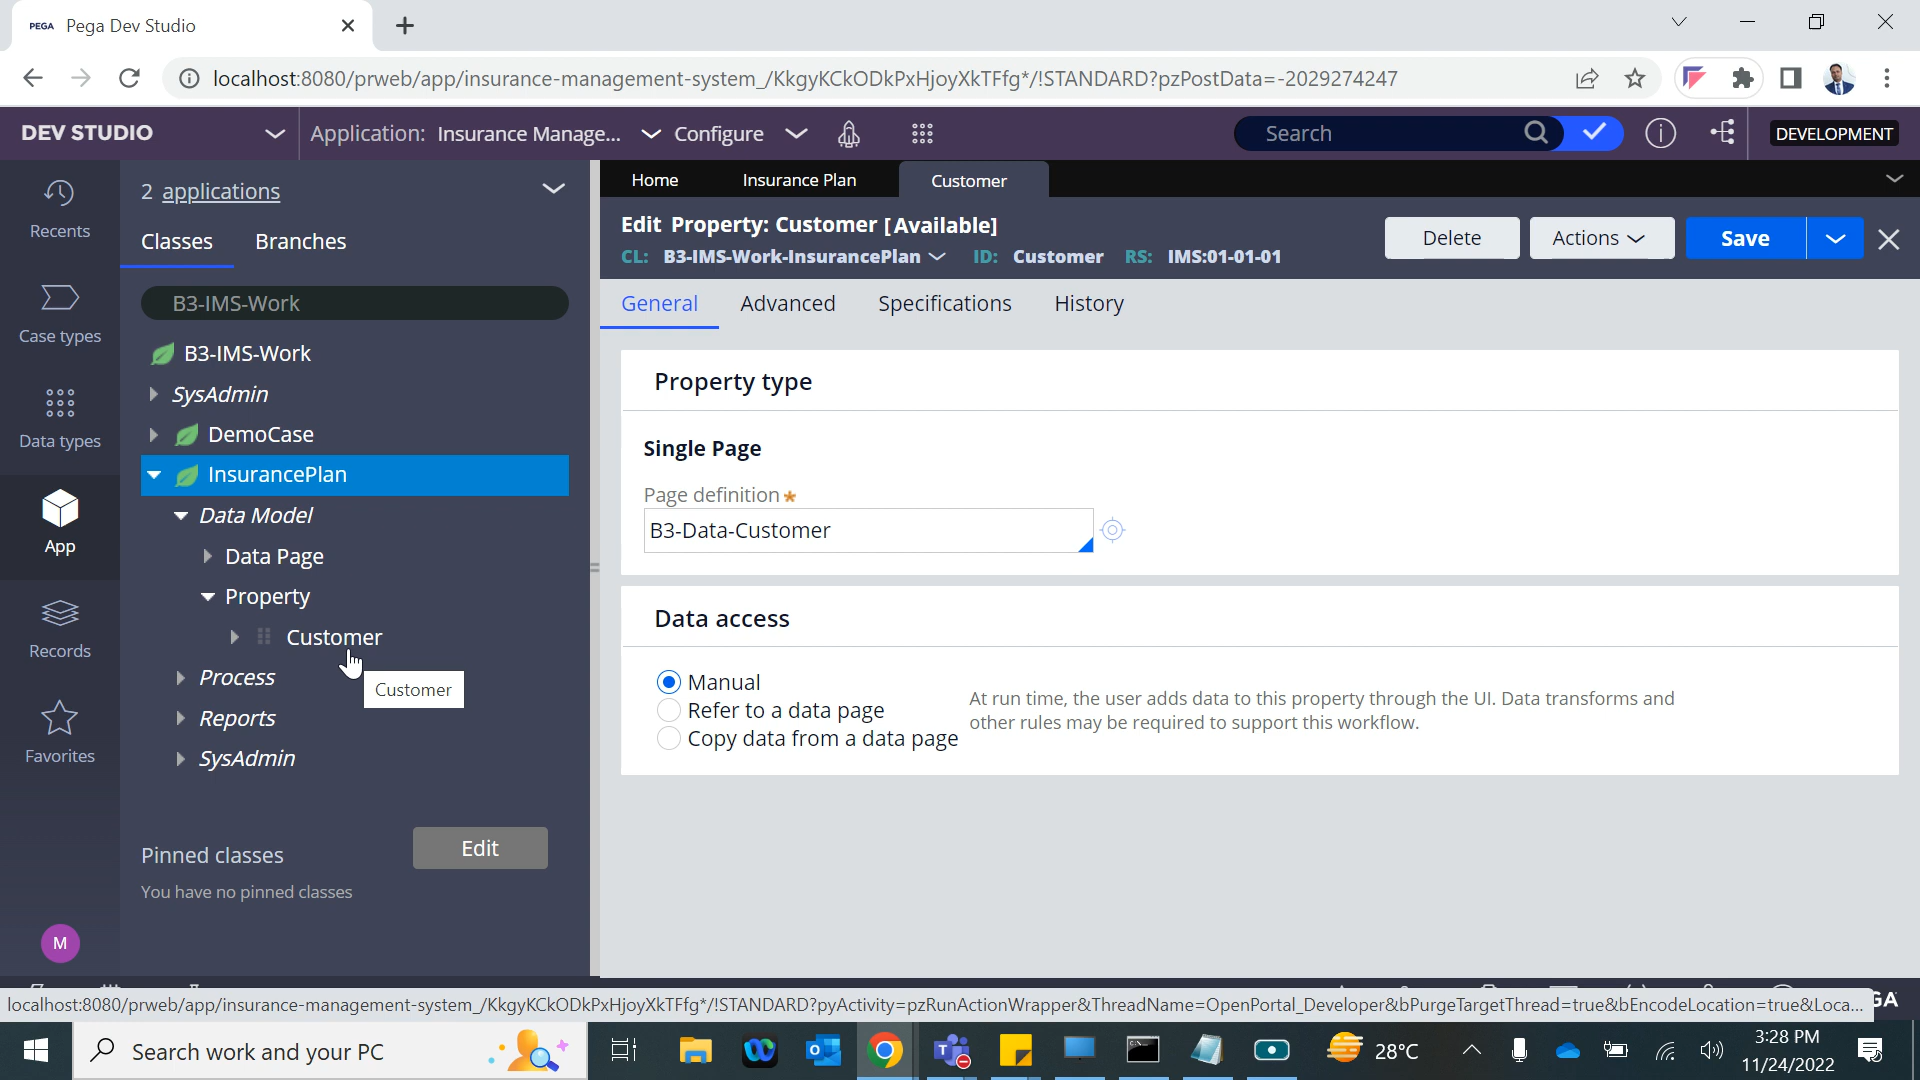 PEGA Pega Dev Studio
localhost:8080/prweb/app/insurance-management-system_/KkgyKCkODkPxHjoyXkTFfg*/!STANDARD?pzPostData=-2029274247
DEV STUDIO
Application: Insurance Manage... Configure
Search
DEVELOPMENT
Recents
Case types
Data types
App
Records
Favorites
M
2 applications
Classes Branches
B3-IMS-Work
B3-IMS-Work
SysAdmin
DemoCase
InsurancePlan
Data Model
Data Page
Property
Customer
Customer
Process
Reports
SysAdmin
Pinned classes
Edit
You have no pinned classes
Home Insurance Plan Customer
Edit Property: Customer [Available]
CL: B3-IMS-Work-InsurancePlan ID: Customer RS: IMS:01-01-01
Delete Actions Save
General Advanced Specifications History
Property type
Single Page
Page definition*
B3-Data-Customer
Data access
Manual
Refer to a data page
Copy data from a data page
At run time, the user adds data to this property through the UI. Data transforms and
other rules may be required to support this workflow.
localhost:8080/prweb/app/insurance-management-system_/KkgyKCkODkPxHjoyXkTFfg*/!STANDARD?pyActivity=pzRunActionWrapper&ThreadName=OpenPortal_Developer&bPurgeTargetThread=true&bEncodeLocation=true&Loca...
Search work and your PC
28°C
3:28 PM
11/24/2022